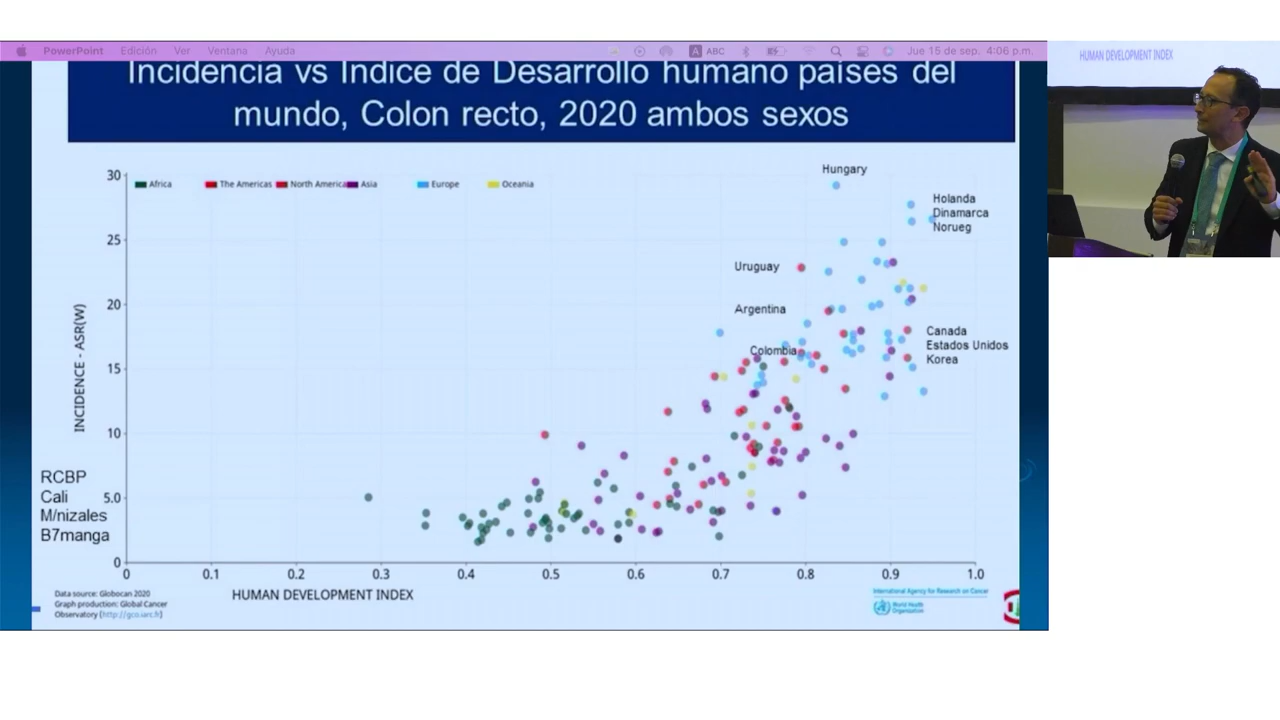 PowerPoint Edición Ver Ventana Ayuda
A ABC
Jue 15 de sep. 4:06 p.m.
HUMAN DEVELOPMENT INDEX
Incidencia vs Indice de Desarrollo humano países del
mundo, Colon recto, 2020 ambos sexos
Africa The Americas North America Asia Europe Oceania
Hungary
Holanda
Dinamarca
Norueg
Uruguay
Argentina
Colombia
Canada
Estados Unidos
Korea
INCIDENCE - ASR(W)
30
25
20
15
10
5.0
0
RCBP
Cali
M/nizales
B7manga
0 0.1 0.2 0.3 0.4 0.5 0.6 0.7 0.8 0.9 1.0
HUMAN DEVELOPMENT INDEX
Data source: Globocan 2020
Graph production: Global Cancer
Observatory (http://gco.iarc.fr)
International Agency for Research on Cancer
World Health
Organization